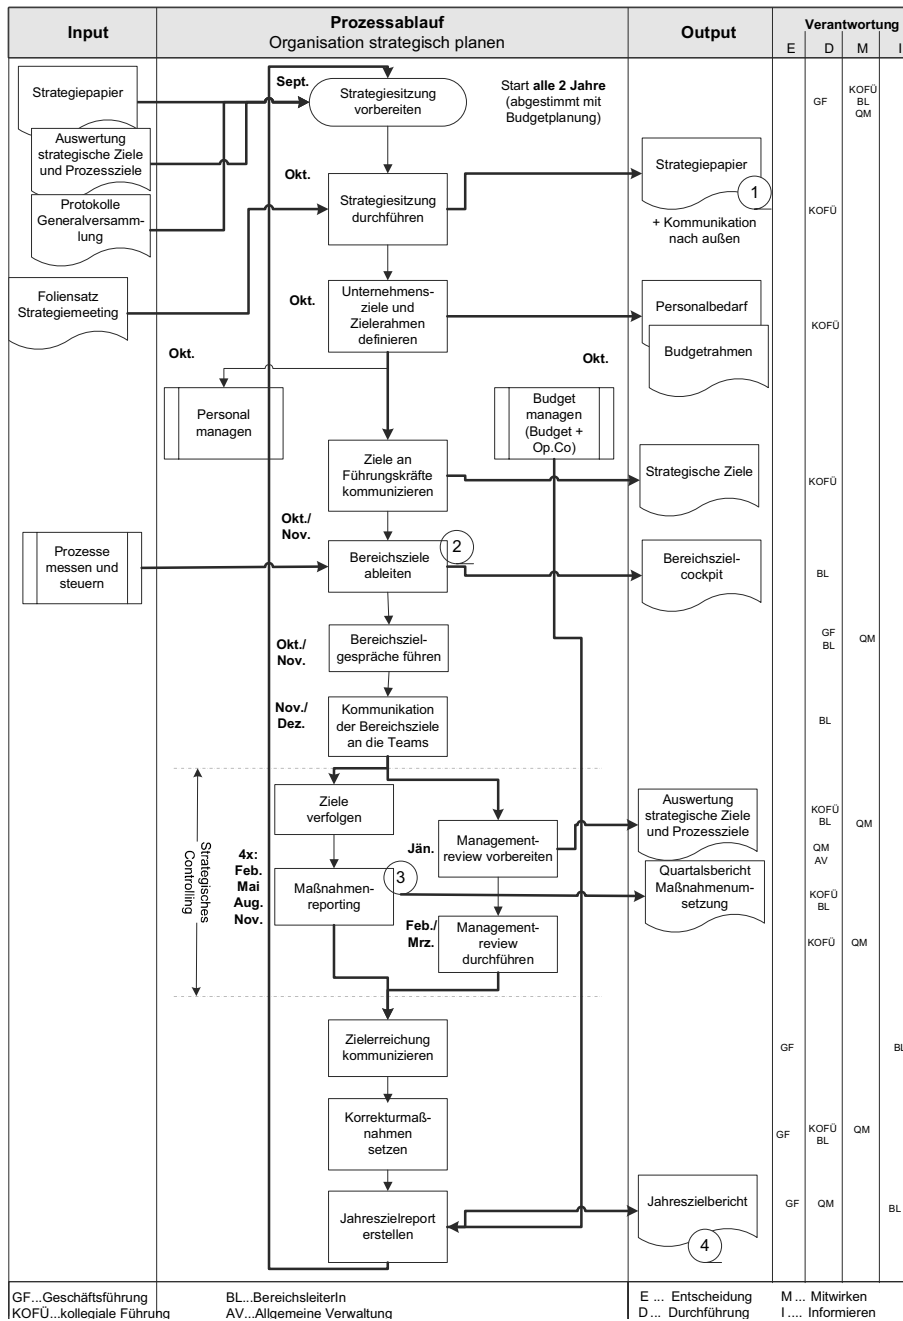 Input
Prozessablauf
Organisation strategisch planen
Output
Verantwortung
E D M I
Strategiepapier
Auswertung
strategische Ziele
und Prozessziele
Protokolle
Generalversamm-
lung
Foliensatz
Strategiemeeting
Sept.
Strategiesitzung
vorbereiten
Start alle 2 Jahre
(abgestimmt mit
Budgetplanung)
GF
KOFÜ
BL
QM
Okt.
Strategiesitzung
durchführen
Strategiepapier
1
+ Kommunikation
nach außen
KOFÜ
Okt.
Unternehmens-
ziele und
Zielerahmen
definieren
Personalbedarf
Budgetrahmen
KOFÜ
Okt.
Personal
managen
Okt.
Budget
managen
(Budget +
Op.Co)
Ziele an
Führungskräfte
kommunizieren
Strategische Ziele
KOFÜ
Prozesse
messen und
steuern
Okt./
Nov.
Bereichsziele
ableiten
2
Bereichsziel-
cockpit
BL
Okt./
Nov.
Bereichsziel-
gespräche führen
GF
BL
QM
Nov./
Dez.
Kommunikation
der Bereichsziele
an die Teams
BL
Strategisches
Controlling
Ziele
verfolgen
4x:
Feb.
Mai
Aug.
Nov.
Maßnahmen-
reporting
3
Jän.
Management-
review vorbereiten
Feb./
Mrz.
Management-
review
durchführen
Auswertung
strategische Ziele
und Prozessziele
KOFÜ
BL
QM
QM
AV
Quartalsbericht
Maßnahmenum-
setzung
KOFÜ
BL
KOFÜ QM
Zielerreichung
kommunizieren
GF BL
Korrekturmaß-
nahmen
setzen
GF
KOFÜ
BL
QM
Jahreszielreport
erstellen
Jahreszielbericht
4
GF QM BL
GF...Geschäftsführung BL...BereichsleiterIn E ... Entscheidung M ... Mitwirken
KOFÜ...kollegiale Führung AV...Allgemeine Verwaltung D ... Durchführung I .... Informieren